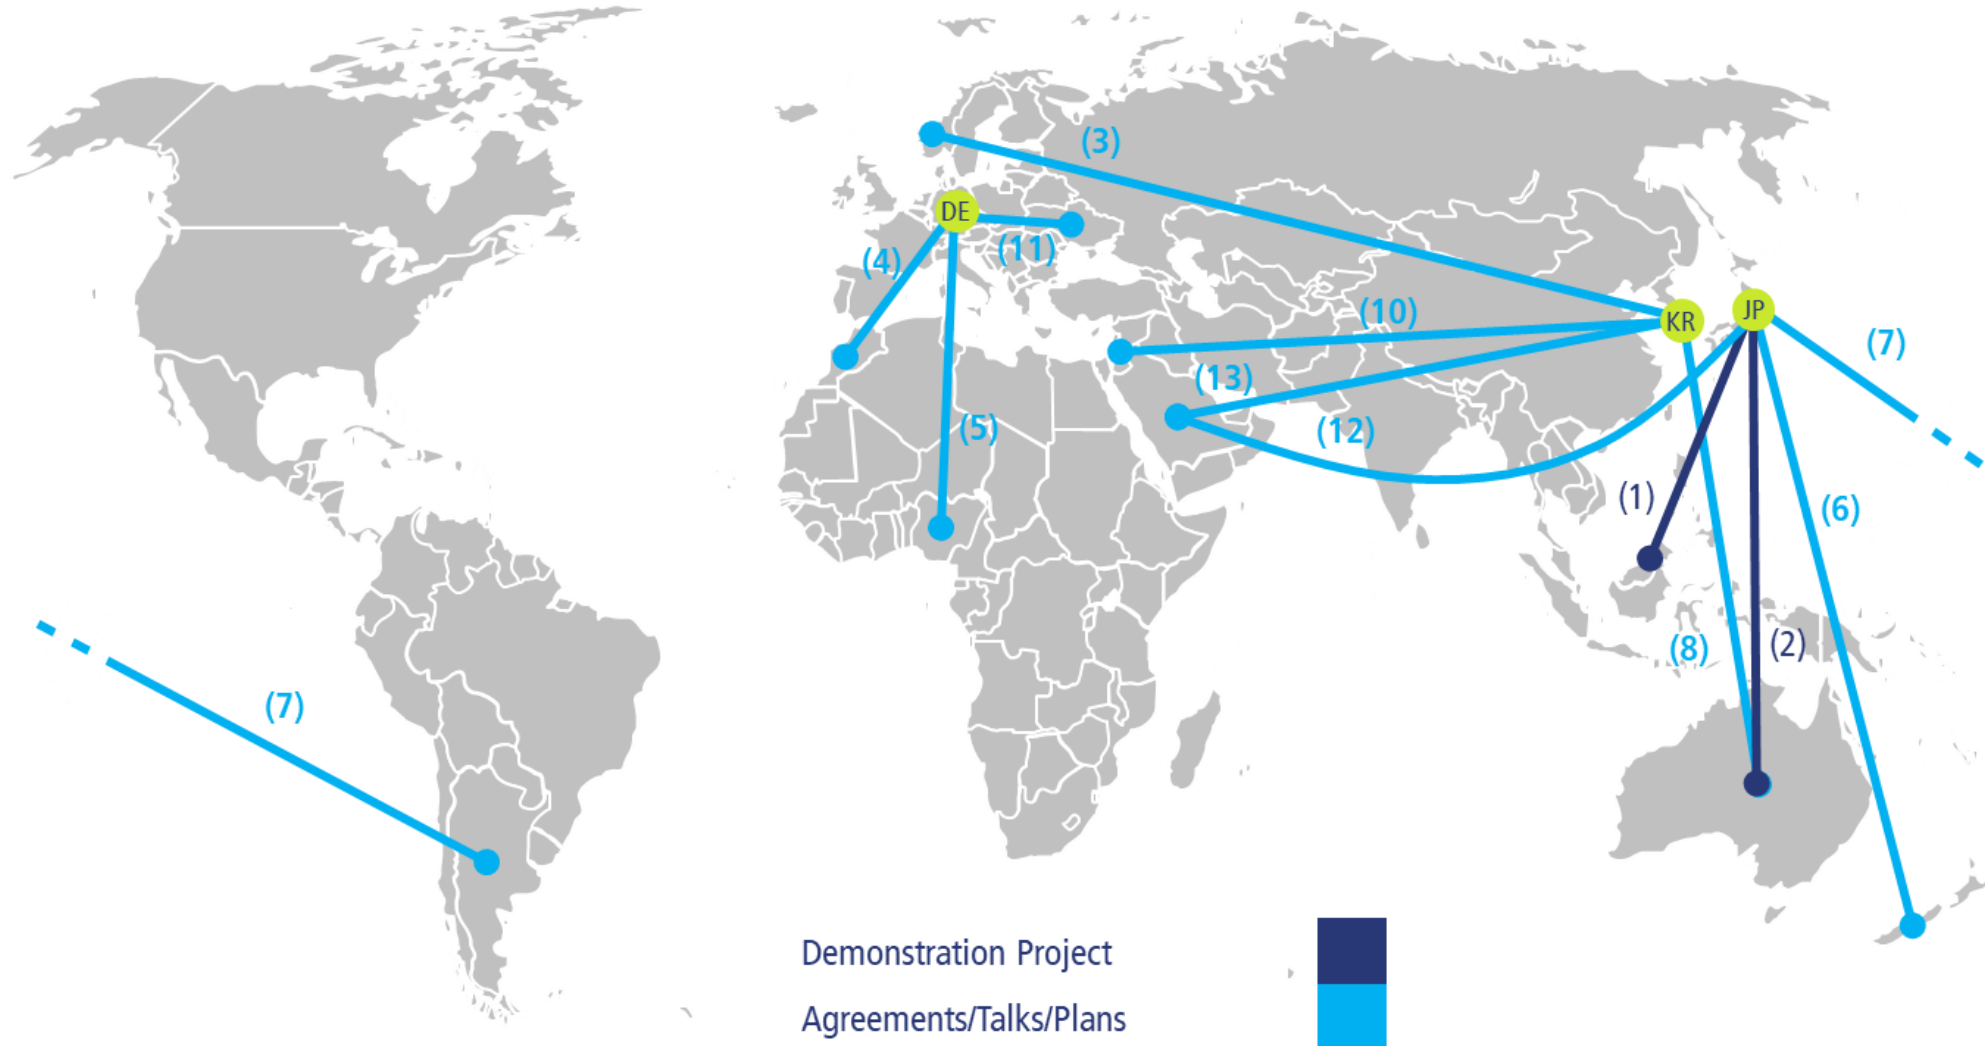 (3)
DE
(11)
(4)
(10)
KR
JP
(7)
(13)
(5)
(12)
(1)
(6)
(8)
(2)
(7)
Demonstration Project
Agreements/Talks/Plans